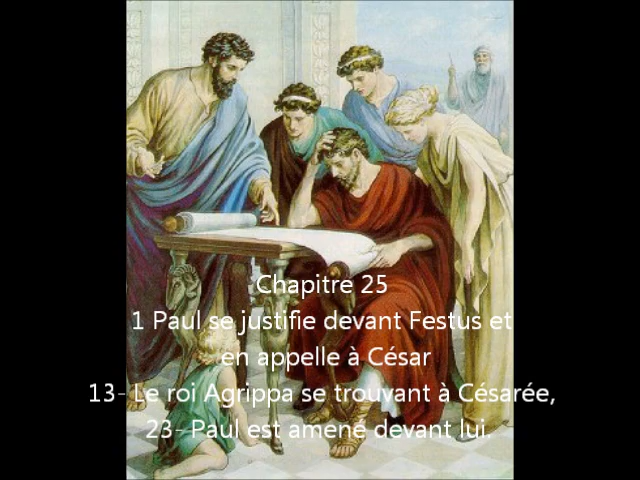 Chapitre 25
1 Paul se justifie devant Festus et
en appelle à César
13- Le roi Agrippa se trouvant à Césarée,
23- Paul est amené devant lui.